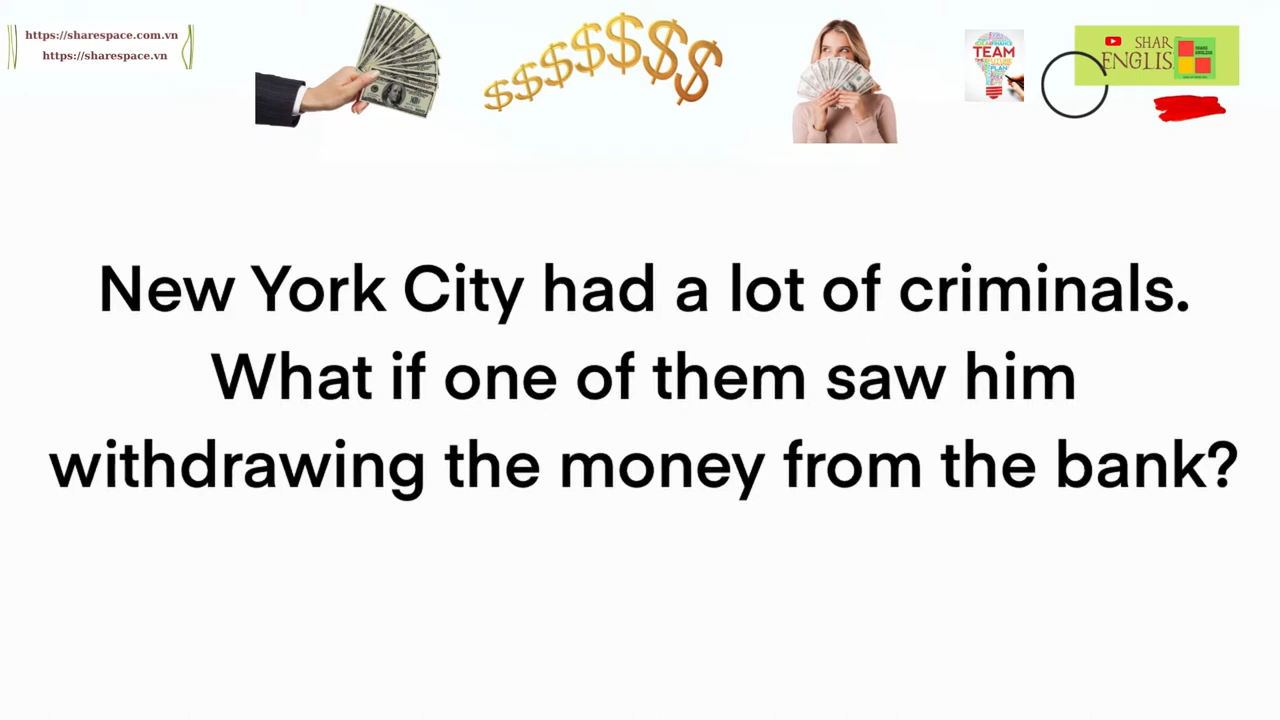 https://sharespace.com.vn
https://sharespace.vn
TEAM
PLAN
SHAR
ENGLIS
New York City had a lot of criminals.
What if one of them saw him
withdrawing the money from the bank?